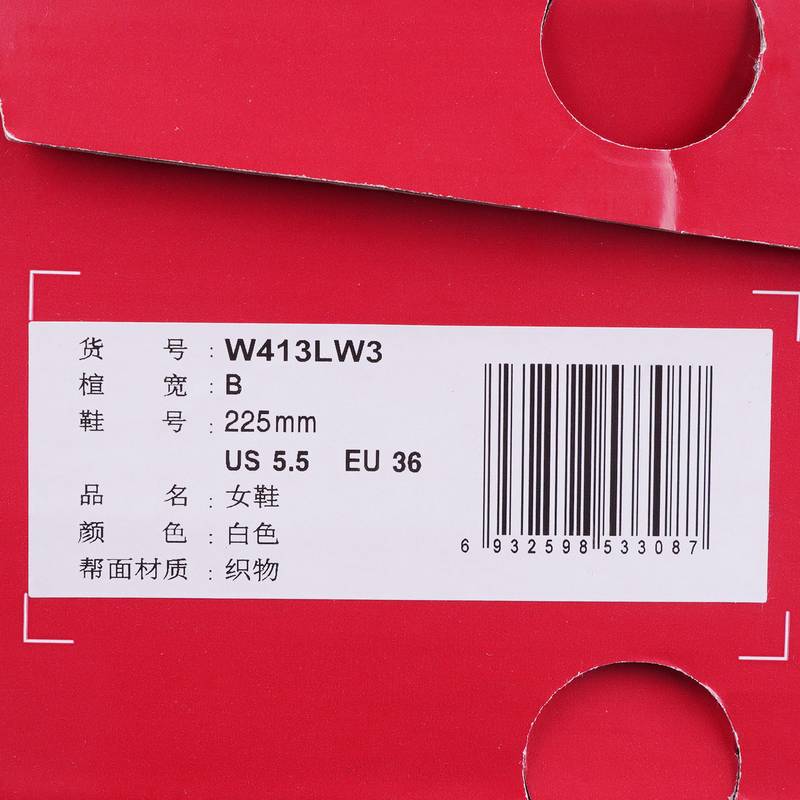 货 号 : W413LW3
楦 宽 : B
鞋 号 : 225mm
US 5.5 EU 36
品 名 : 女鞋
颜 色 : 白色
帮面材质 : 织物
6 932598 533087